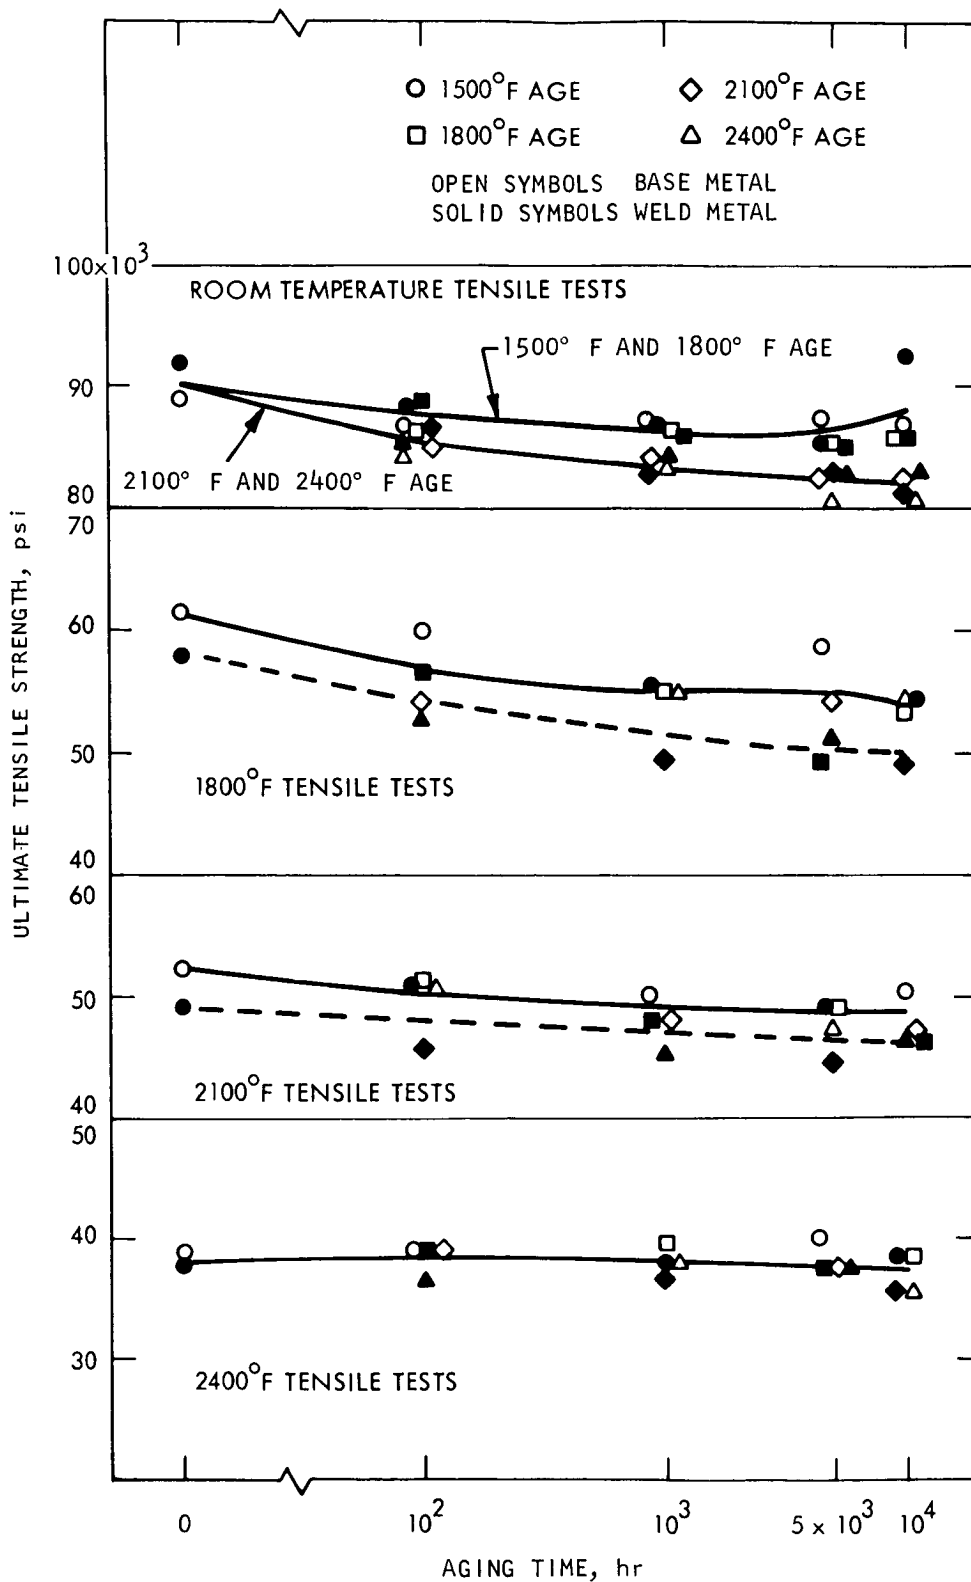 ○ 1500°F AGE ◇ 2100°F AGE
□ 1800°F AGE △ 2400°F AGE
OPEN SYMBOLS BASE METAL
SOLID SYMBOLS WELD METAL
100×10³
ROOM TEMPERATURE TENSILE TESTS
1500° F AND 1800° F AGE
90
2100° F AND 2400° F AGE
80
70
60
50
1800°F TENSILE TESTS
40
60
50
2100°F TENSILE TESTS
40
50
40
30
2400°F TENSILE TESTS
ULTIMATE TENSILE STRENGTH, psi
0 10² 10³ 5 × 10³ 10⁴
AGING TIME, hr